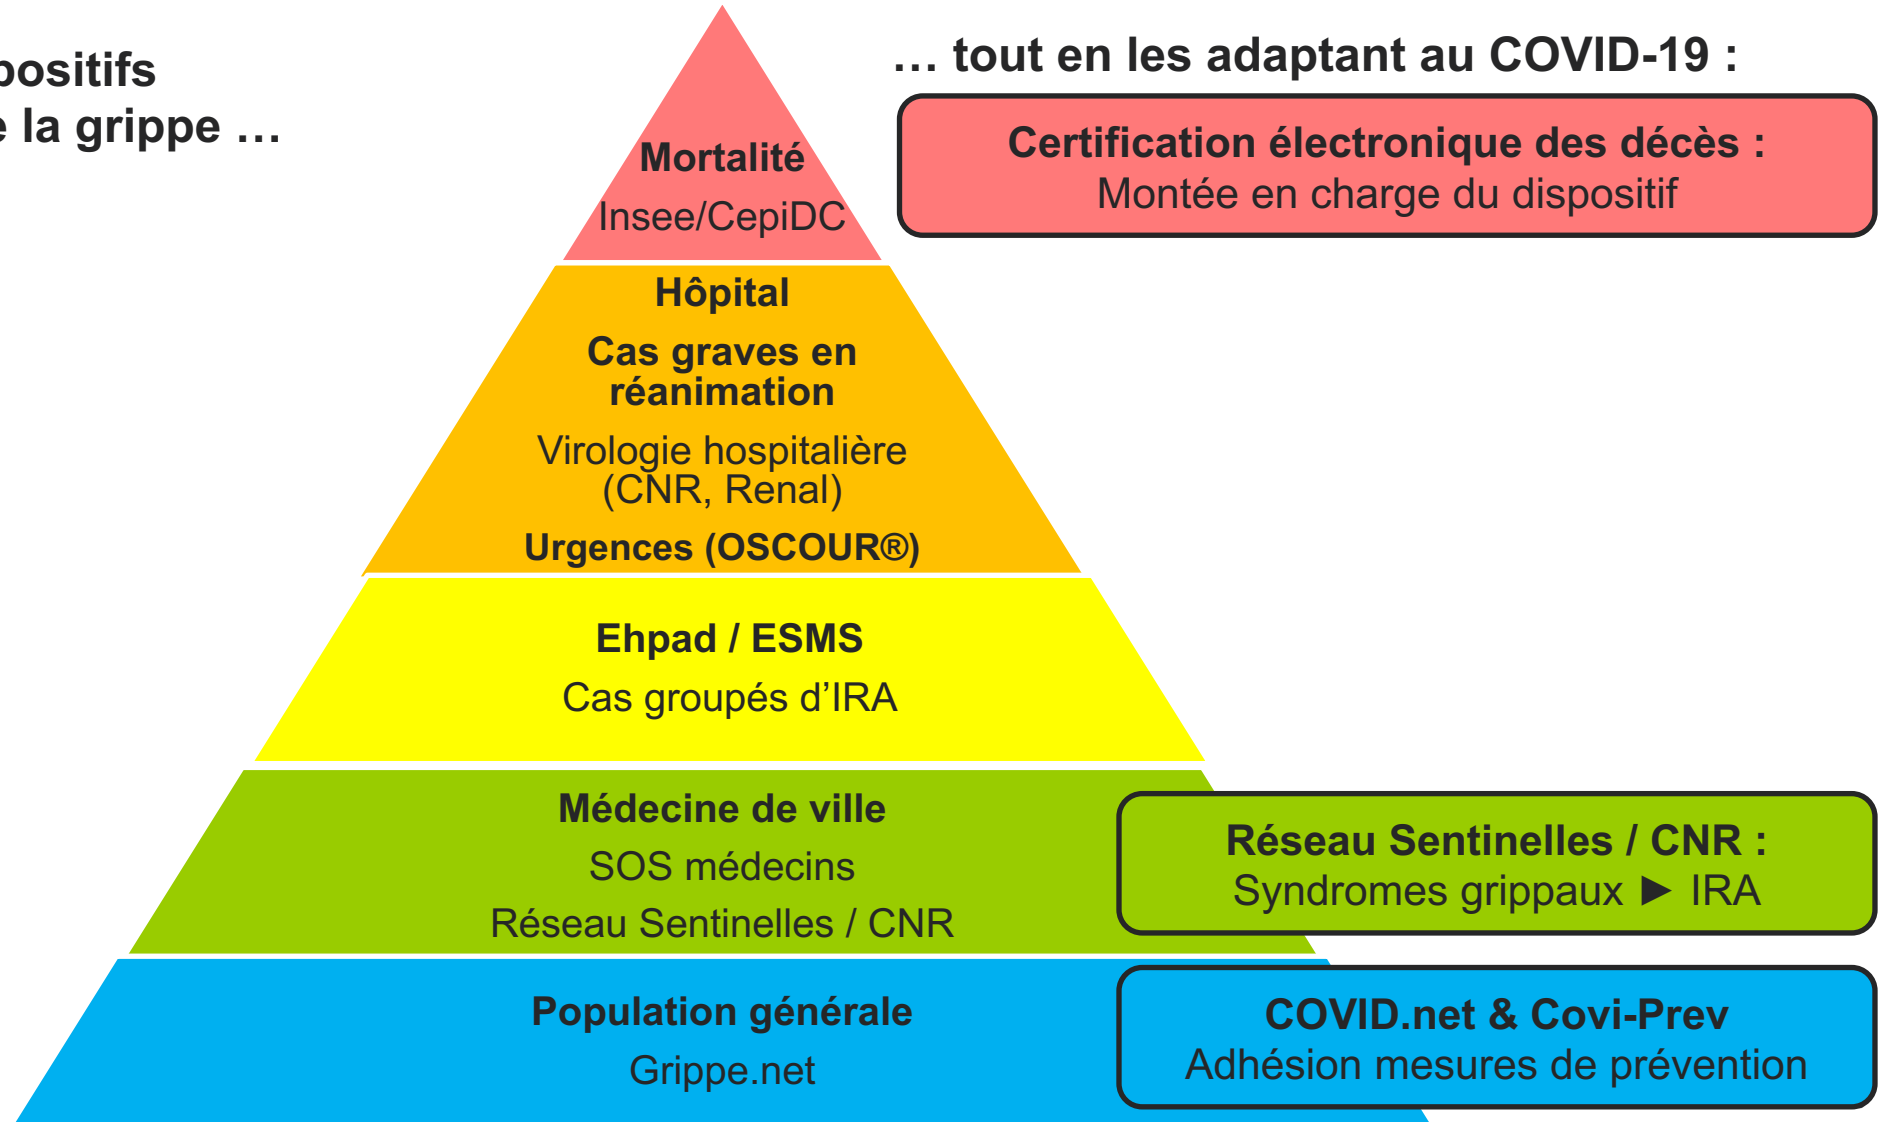 positifs
la grippe …
… tout en les adaptant au COVID-19 :
Certification électronique des décès :
Montée en charge du dispositif
Mortalité
Insee/CepiDC
Hôpital
Cas graves en
réanimation
Virologie hospitalière
(CNR, Renal)
Urgences (OSCOUR®)
Ehpad / ESMS
Cas groupés d’IRA
Médecine de ville
SOS médecins
Réseau Sentinelles / CNR
Réseau Sentinelles / CNR :
Syndromes grippaux ► IRA
Population générale
Grippe.net
COVID.net & Covi-Prev
Adhésion mesures de prévention